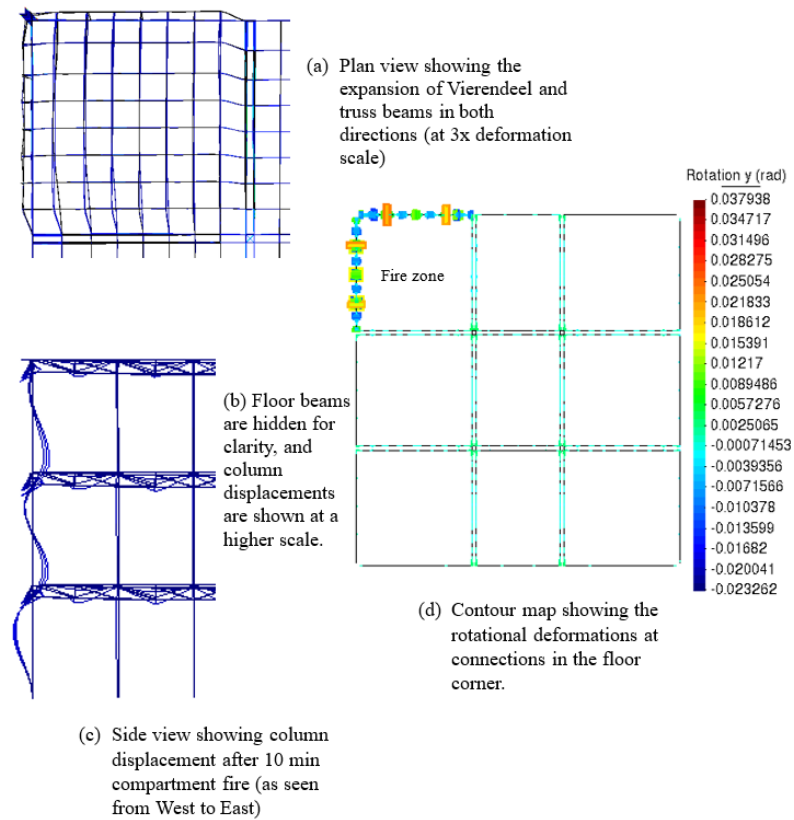 (a) Plan view showing the
expansion of Vierendeel and
truss beams in both
directions (at 3x deformation
scale)
Rotation y (rad)
0.037938
0.034717
0.031496
0.028275
0.025054
0.021833
0.018612
0.015391
0.01217
0.0089486
0.0057276
0.0025065
-0.00071453
-0.0039356
-0.0071566
-0.010378
-0.013599
-0.01682
-0.020041
-0.023262
Fire zone
(b) Floor beams
are hidden for
clarity, and
column
displacements
are shown at a
higher scale.
(d) Contour map showing the
rotational deformations at
connections in the floor
corner.
(c) Side view showing column
displacement after 10 min
compartment fire (as seen
from West to East)